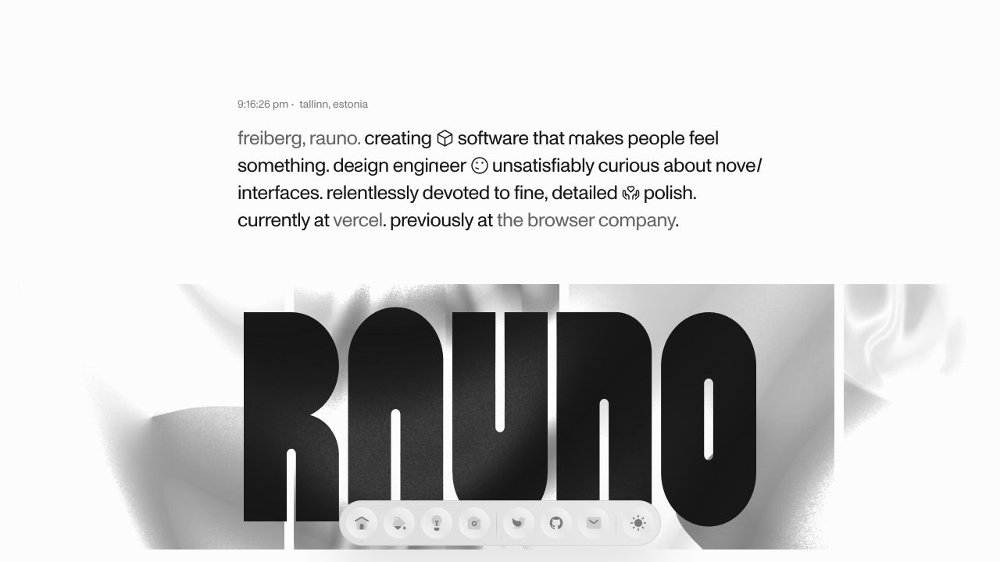 9:16:26 pm · tallinn, estonia
freiberg, rauno. creating software that makes people feel
something. design engineer unsatisfiably curious about novel
interfaces. relentlessly devoted to fine, detailed polish.
currently at vercel. previously at the browser company.
RAUNO